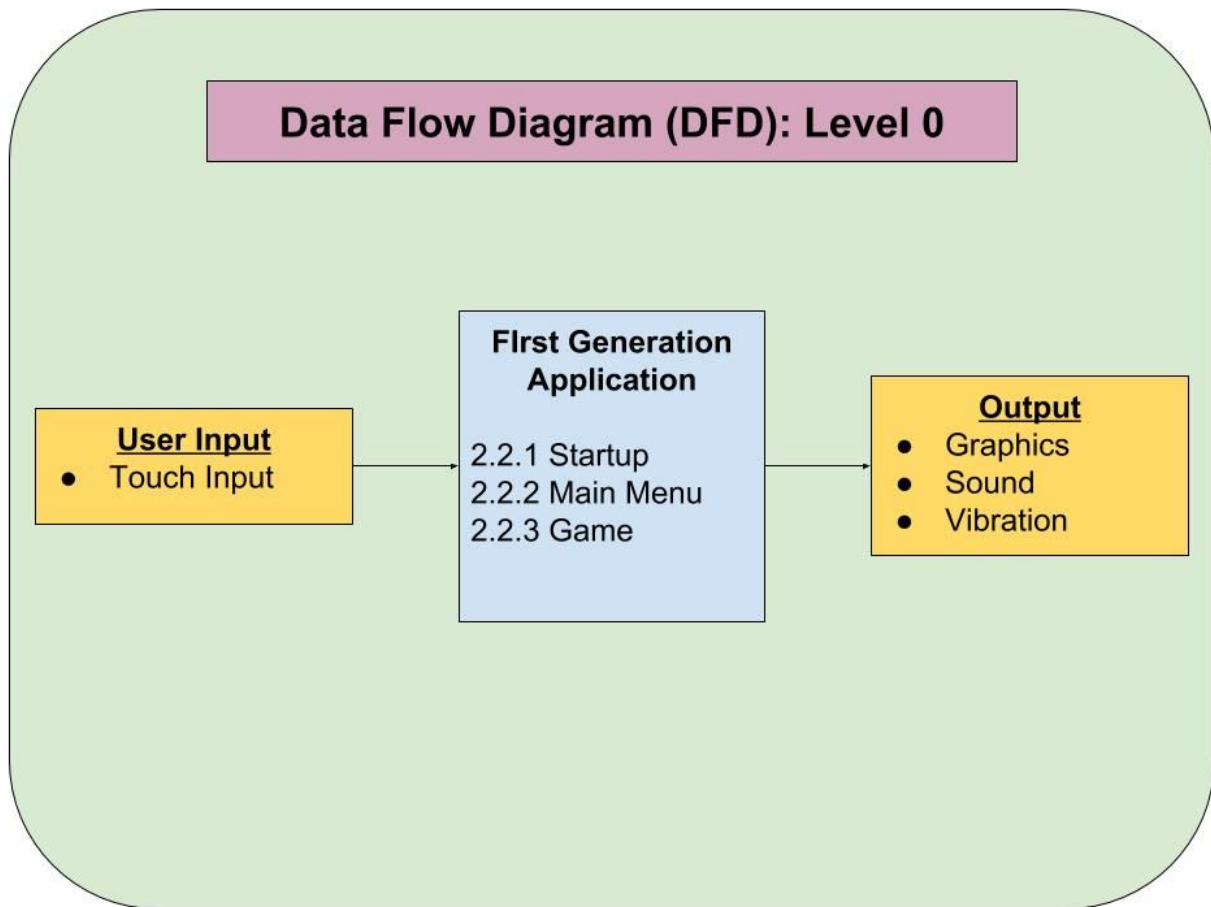 Data Flow Diagram (DFD): Level 0
User Input
● Touch Input
FIrst Generation
Application
2.2.1 Startup
2.2.2 Main Menu
2.2.3 Game
Output
● Graphics
● Sound
● Vibration